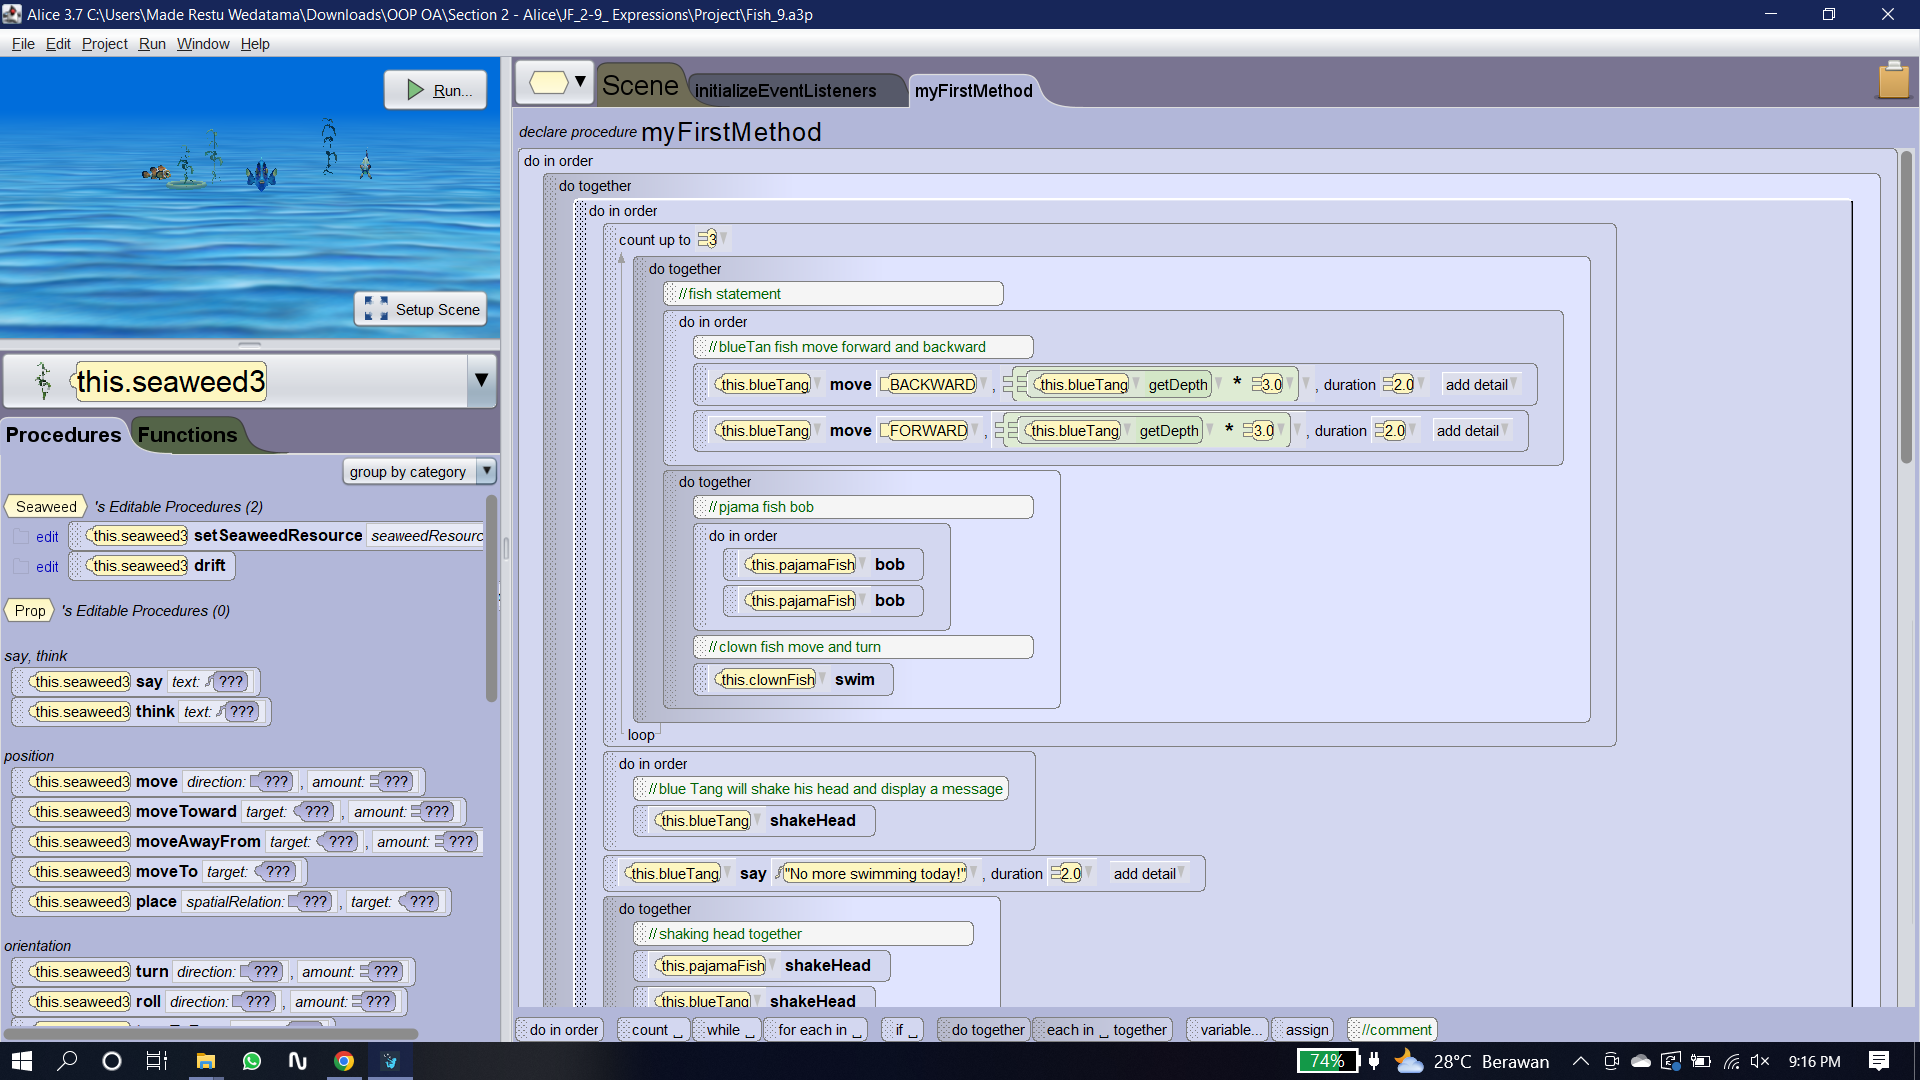 Alice 3.7 C:\Users\Made Restu Wedatama\Downloads\OOP OA\Section 2 - Alice\JF_2-9_ Expressions\Project\Fish_9.a3p
File Edit Project Run Window Help
Run...
Setup Scene
this.seaweed3
Procedures Functions
group by category
Seaweed 's Editable Procedures (2)
edit this.seaweed3 setSeaweedResource seaweedResourc
edit this.seaweed3 drift
Prop 's Editable Procedures (0)
say, think
this.seaweed3 say text: ???
this.seaweed3 think text: ???
position
this.seaweed3 move direction: ??? , amount: ???
this.seaweed3 moveToward target: ??? , amount: ???
this.seaweed3 moveAwayFrom target: ??? , amount: ???
this.seaweed3 moveTo target: ???
this.seaweed3 place spatialRelation: ??? , target: ???
orientation
this.seaweed3 turn direction: ??? , amount: ???
this.seaweed3 roll direction: ??? , amount: ???
Scene initializeEventListeners myFirstMethod
declare procedure myFirstMethod
do in order
do together
do in order
count up to 3
do together
//fish statement
do in order
//blueTan fish move forward and backward
this.blueTang move BACKWARD , this.blueTang getDepth * 3.0 , duration 2.0 add detail
this.blueTang move FORWARD , this.blueTang getDepth * 3.0 , duration 2.0 add detail
do together
//pjama fish bob
do in order
this.pajamaFish bob
this.pajamaFish bob
//clown fish move and turn
this.clownFish swim
loop
do in order
//blue Tang will shake his head and display a message
this.blueTang shakeHead
this.blueTang say "No more swimming today!" , duration 2.0 add detail
do together
//shaking head together
this.pajamaFish shakeHead
this.blueTang shakeHead
do in order count _ while _ for each in _ if _ do together each in _ together variable... assign //comment
74% 28°C Berawan 9:16 PM